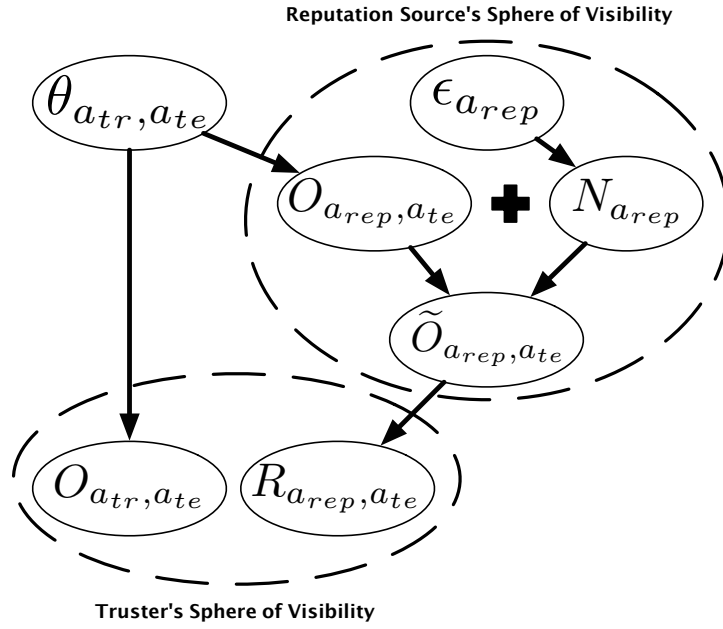 Reputation Source's Sphere of Visibility
θ_{a_{tr},a_{te}}
ϵ_{a_{rep}}
O_{a_{rep},a_{te}}
+
N_{a_{rep}}
Õ_{a_{rep},a_{te}}
O_{a_{tr},a_{te}}
R_{a_{rep},a_{te}}
Truster's Sphere of Visibility